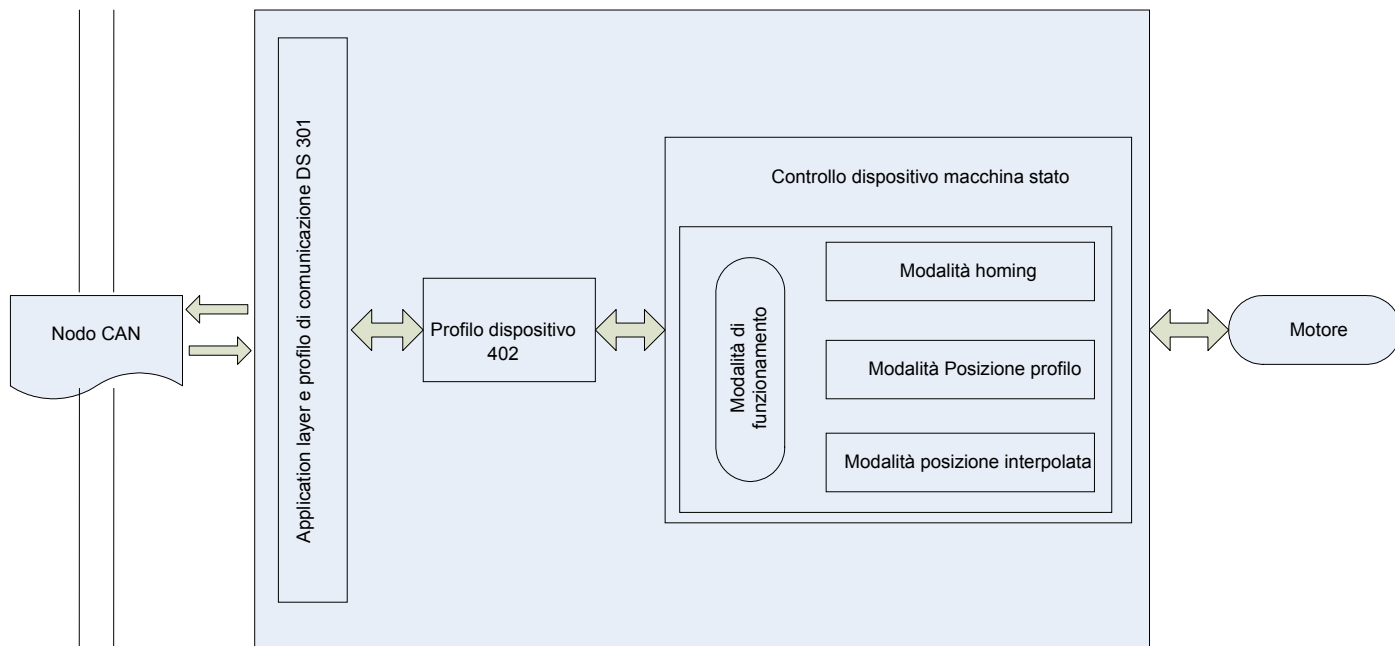 Application layer e profilo di comunicazione DS 301
Controllo dispositivo macchina stato
Modalità homing
Nodo CAN
Profilo dispositivo
402
Modalità di
funzionamento
Motore
Modalità Posizione profilo
Modalità posizione interpolata